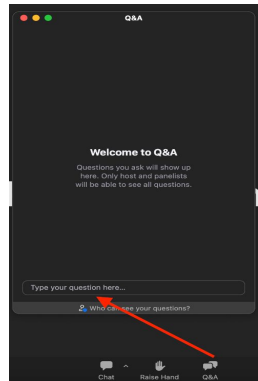 Q&A
Welcome to Q&A
Questions you ask will show up
here. Only host and panelists
will be able to see all questions.
Type your question here...
Who can see your questions?
Chat Raise Hand Q&A